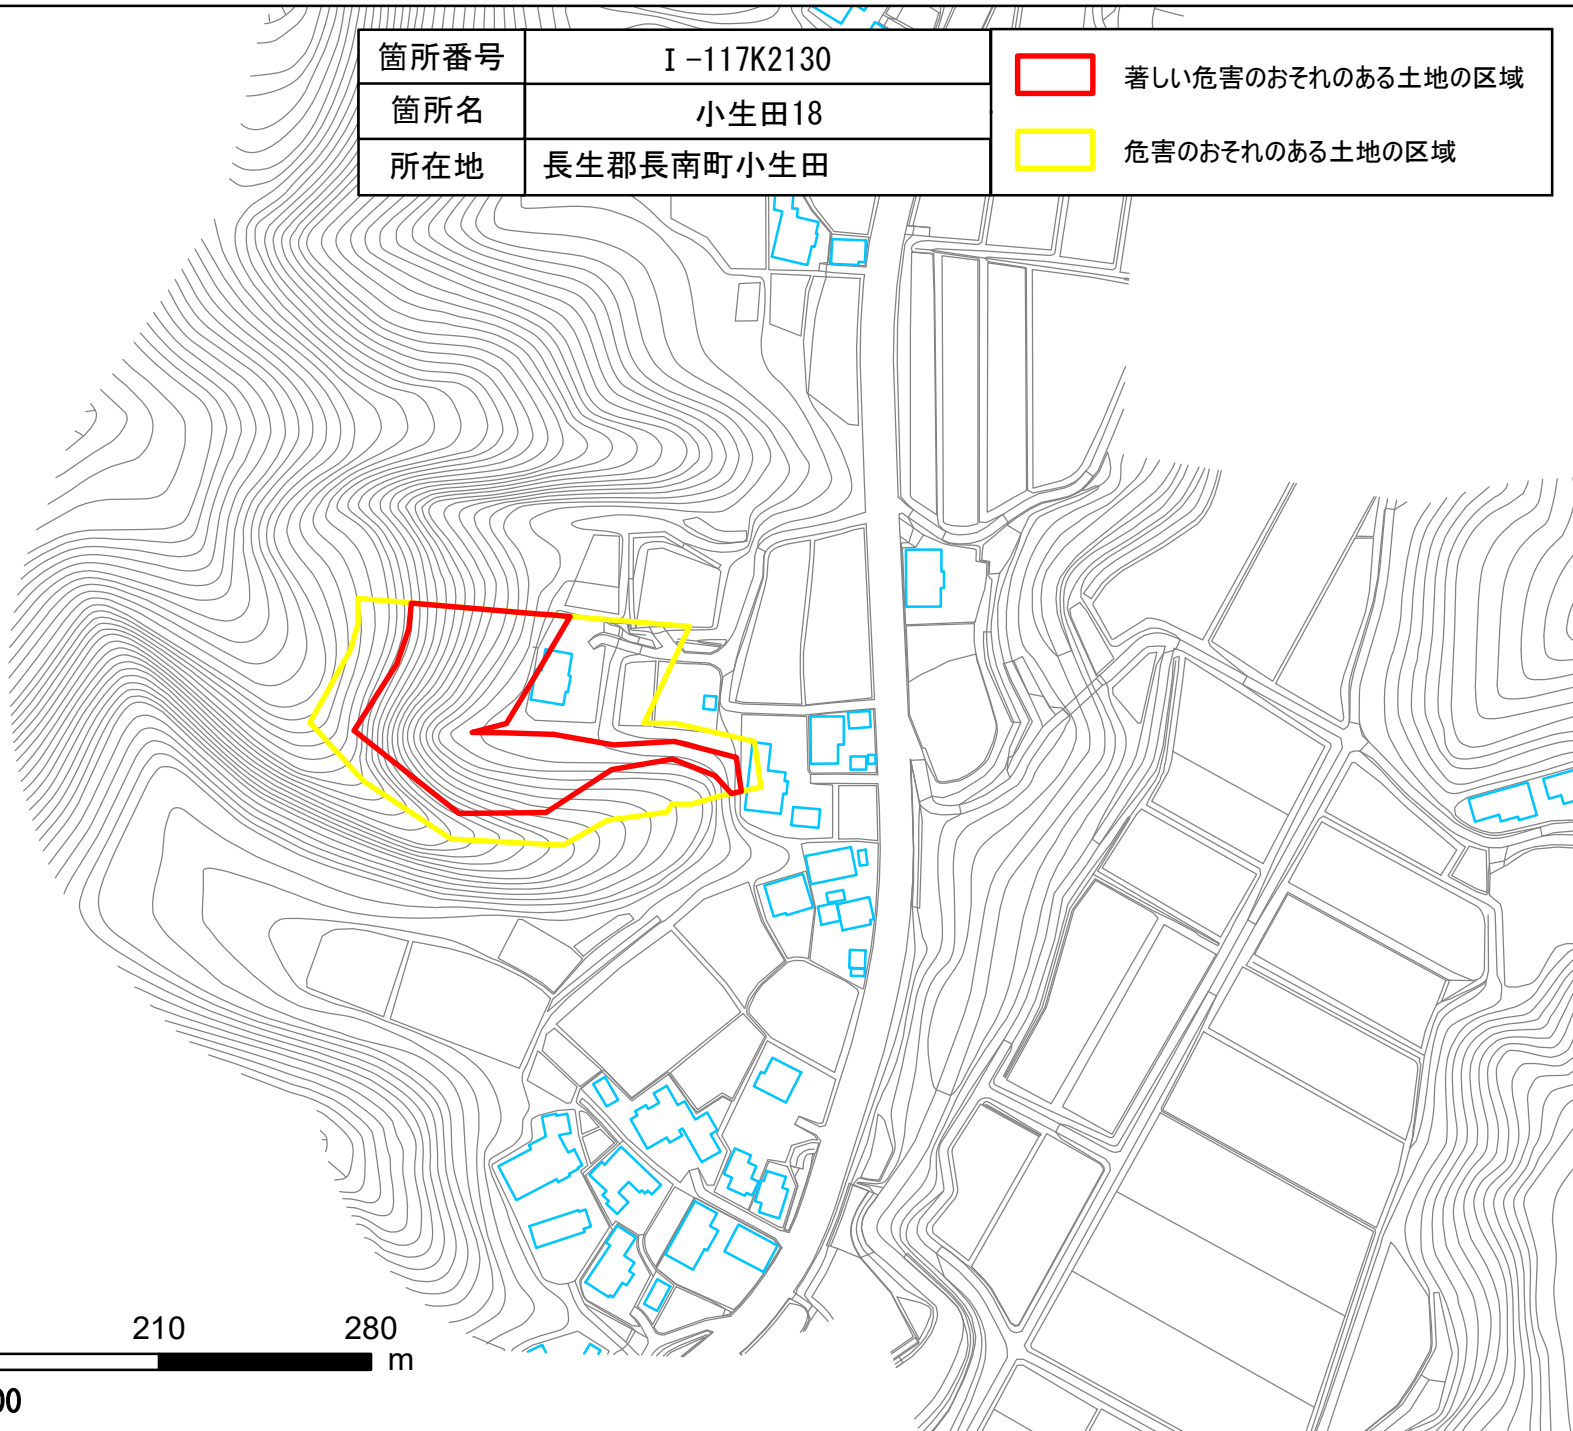 箇所番号 I-117K2130
箇所名 小生田18
所在地 長生郡長南町小生田
著しい危害のおそれのある土地の区域
危害のおそれのある土地の区域
210 280
m
00